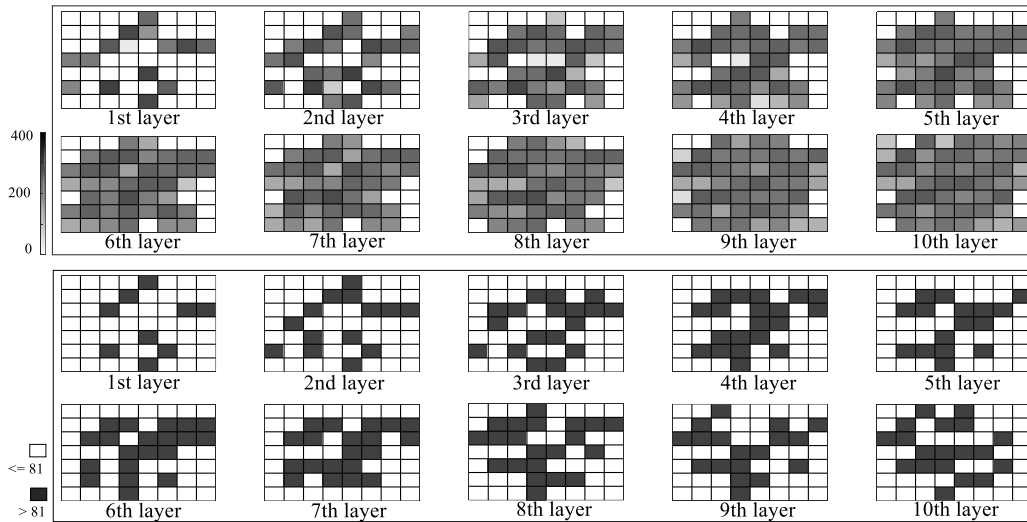 1st layer 2nd layer 3rd layer 4th layer 5th layer
400
200
0
6th layer 7th layer 8th layer 9th layer 10th layer
1st layer 2nd layer 3rd layer 4th layer 5th layer
<= 81
> 81
6th layer 7th layer 8th layer 9th layer 10th layer